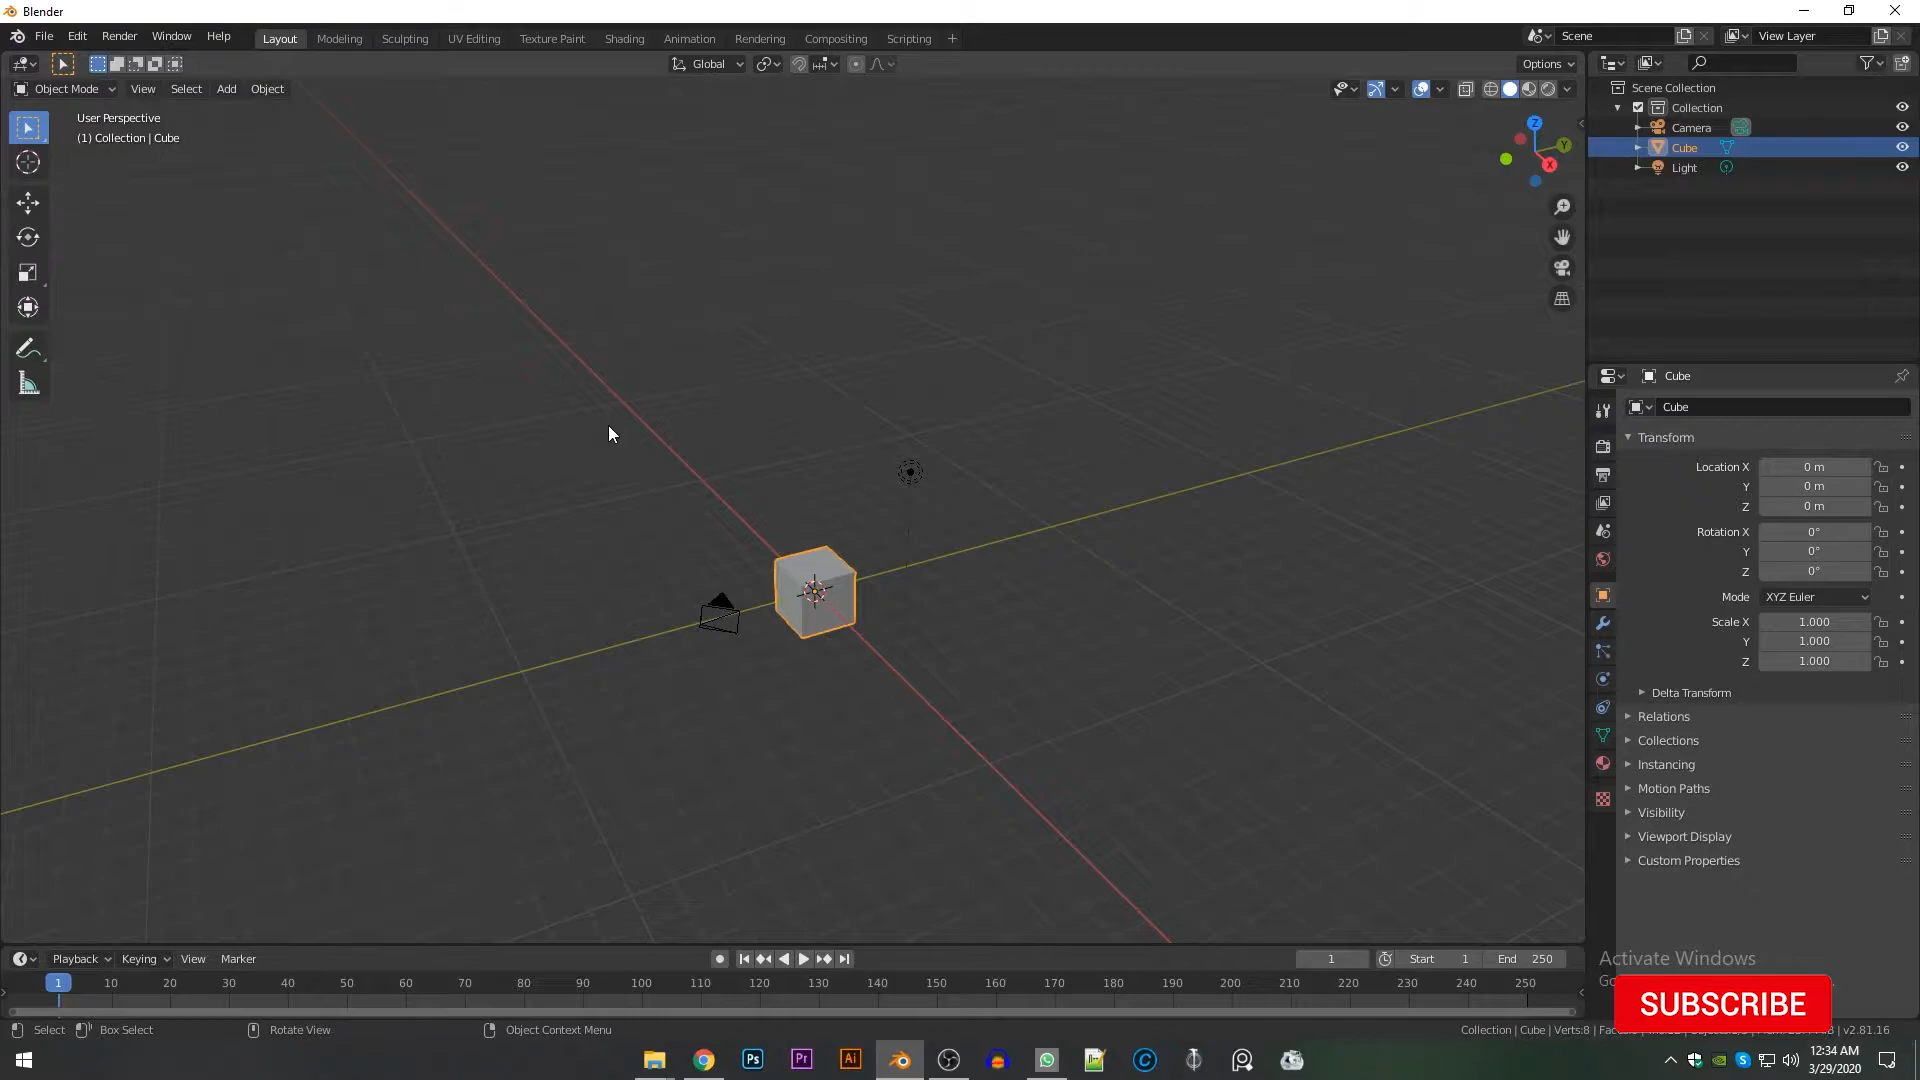 Blender
File Edit Render Window Help Layout Modeling Sculpting UV Editing Texture Paint Shading Animation Rendering Compositing Scripting + Scene View Layer
Global Options
Object Mode View Select Add Object
User Perspective
(1) Collection | Cube
Z
Y
X
Scene Collection
Collection
Camera
Cube
Light
Cube
Cube
Transform
Location X 0 m
Y 0 m
Z 0 m
Rotation X 0°
Y 0°
Z 0°
Mode XYZ Euler
Scale X 1.000
Y 1.000
Z 1.000
Delta Transform
Relations
Collections
Instancing
Motion Paths
Visibility
Viewport Display
Custom Properties
Playback Keying View Marker 1 Start 1 End 250
1 10 20 30 40 50 60 70 80 90 100 110 120 130 140 150 160 170 180 190 200 210 220 230 240 250
Activate Windows
SUBSCRIBE
Select Box Select Rotate View Object Context Menu Collection | Cube | Verts:8 | v2.81.16
Ps Pr Ai
12:34 AM
3/29/2020